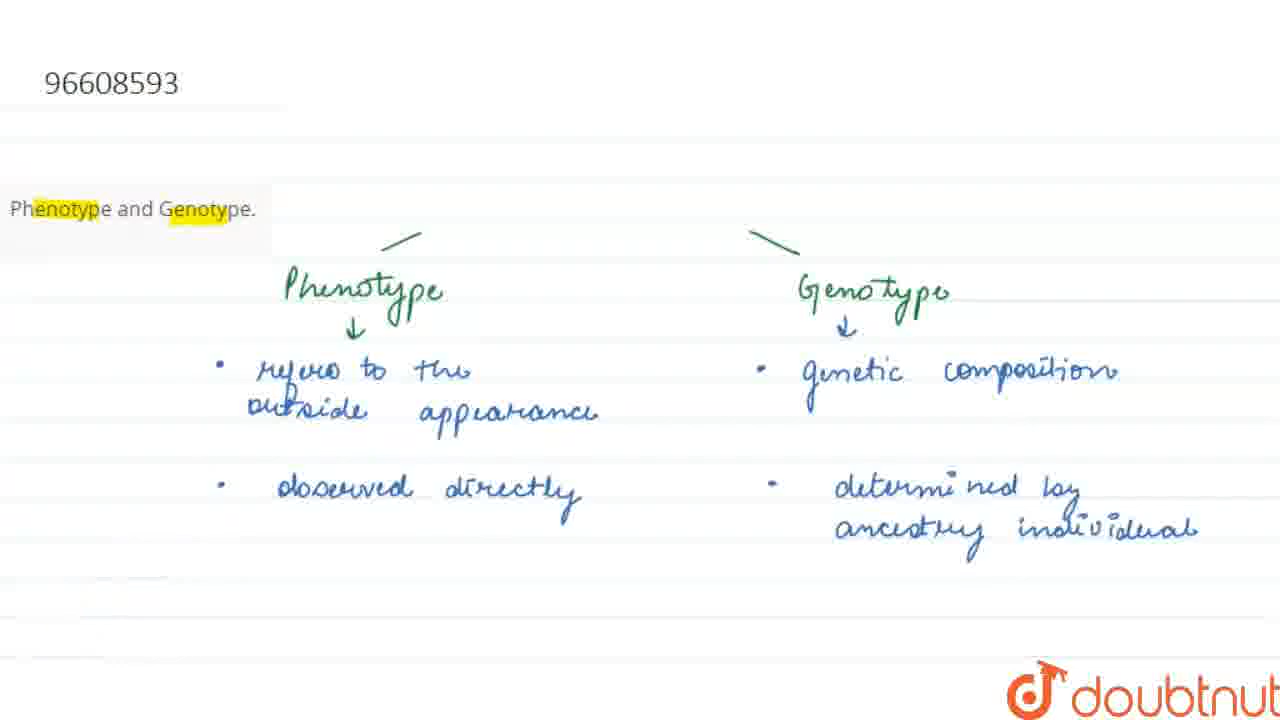 96608593
Phenotype and Genotype.
Phenotype
Genotype
• refers to the
outside appearance
• genetic composition
• observed directly
• determined by
ancestry individual
doubtnut